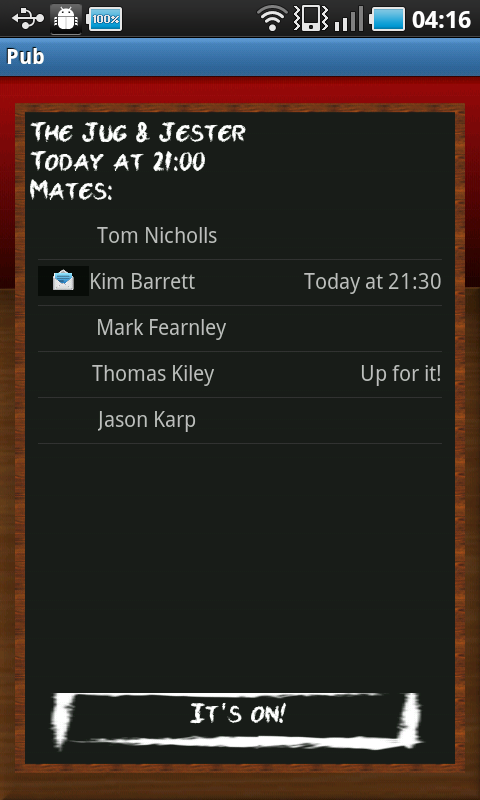 100% 04:16
Pub
The Jug & Jester
Today at 21:00
Mates:
Tom Nicholls
Kim Barrett Today at 21:30
Mark Fearnley
Thomas Kiley Up for it!
Jason Karp
It's on!